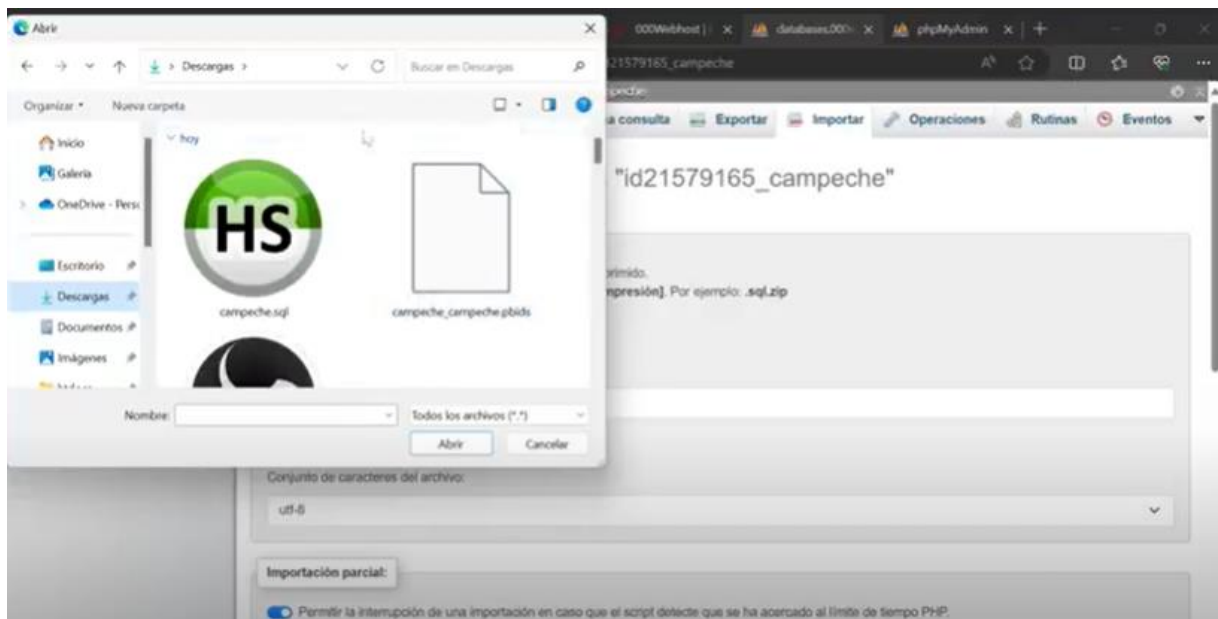 Abrir
000Webhost |
databases.000
phpMyAdmin
Descargas
Buscar en Descargas
21579165_campeche
Organizar
Nueva carpeta
a consulta
Exportar
Importar
Operaciones
Rutinas
Eventos
Inicio
hoy
Galería
OneDrive - Perso
"id21579165_campeche"
HS
Escritorio
Descargas
Documentos
Imágenes
campeche.sql
campeche_campeche.pbids
primido.
mpresión]. Por ejemplo: .sql.zip
Nombre:
Todos los archivos (*.*)
Abrir
Cancelar
Conjunto de caracteres del archivo:
utf-8
Importación parcial:
Permitir la interrupción de una importación en caso que el script detecte que se ha acercado al límite de tiempo PHP.